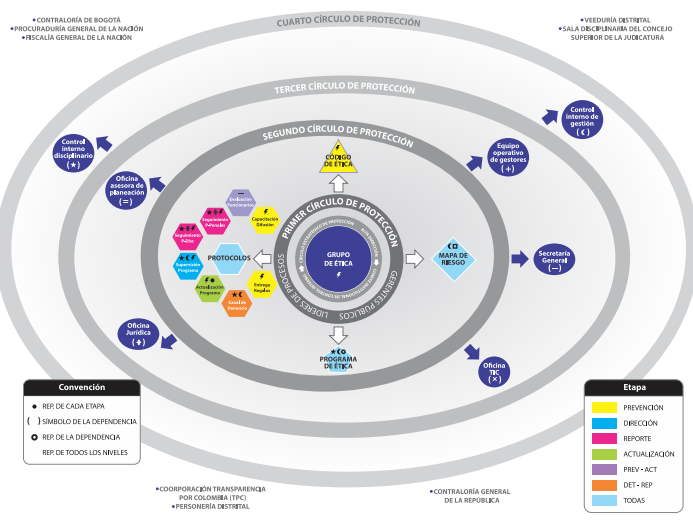 •CONTRALORÍA DE BOGOTÁ
•PROCURADURÍA GENERAL DE LA NACIÓN
•FISCALÍA GENERAL DE LA NACIÓN
CUARTO CÍRCULO DE PROTECCIÓN
•VEEDURÍA DISTRITAL
•SALA DISCIPLINARIA DEL CONCEJO
SUPERIOR DE LA JUDICATURA
TERCER CÍRCULO DE PROTECCIÓN
SEGUNDO CÍRCULO DE PROTECCIÓN
Control
interno de
gestión
Control
interno
disciplinario
(★)
Equipo
operativo
de gestores
(+)
Oficina
asesora de
planeación
(=)
CÓDIGO
DE ÉTICA
PRIMER CÍRCULO DE PROTECCIÓN
Evaluación
Funcionarios
Capacitación
Difusión
Seguimiento
P-Penales
Seguimiento
P-Disc
PROTOCOLOS
Supervisión
Programa
Actualización
Programa
Canal de
Denuncia
Entrega
Regalos
GRUPO
DE ÉTICA
GERENTES PÚBLICOS
LIDERES DE PROCESOS
MAPA DE
RIESGO
Secretaría
General
(—)
Oficina
Jurídica
PROGRAMA
DE ÉTICA
Oficina
TIC
(×)
Convención
● REP. DE CADA ETAPA
( ) SÍMBOLO DE LA DEPENDENCIA
REP. DE LA DEPENDENCIA
REP. DE TODOS LOS NIVELES
Etapa
PREVENCIÓN
DIRECCIÓN
REPORTE
ACTUALIZACIÓN
PREV - ACT
DET - REP
TODAS
•COORPORACIÓN TRANSPARENCIA
POR COLOMBIA (TPC)
•PERSONERÍA DISTRITAL
•CONTRALORÍA GENERAL
DE LA REPÚBLICA